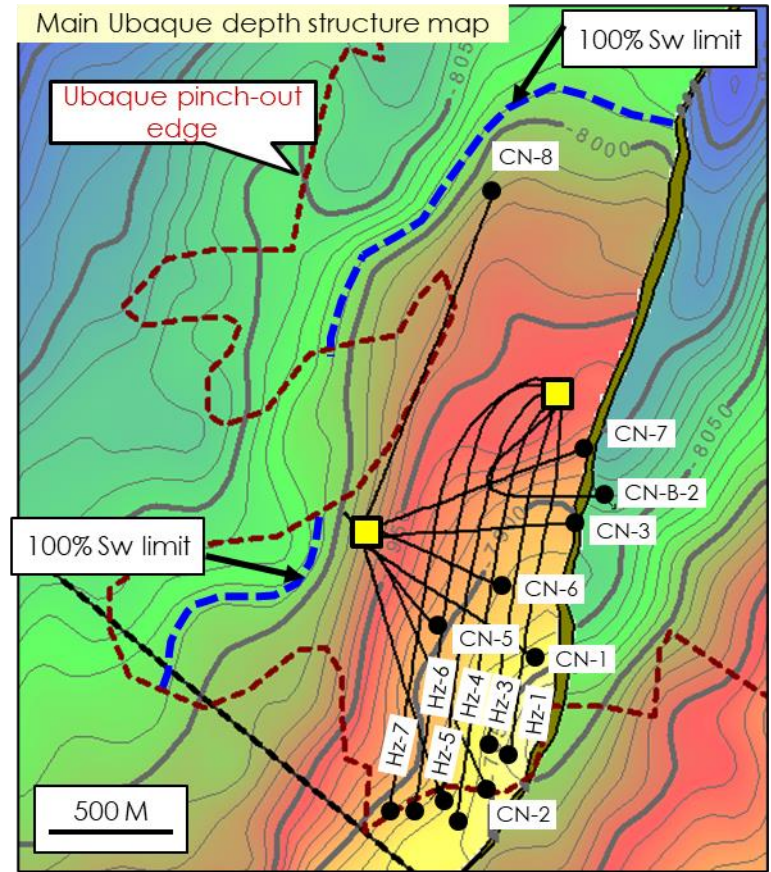 Main Ubaque depth structure map
100% Sw limit
Ubaque pinch-out
edge
-8050
-8000
CN-8
-8050
CN-7
CN-B-2
CN-3
100% Sw limit
CN-6
CN-5
CN-1
Hz-6
Hz-4
Hz-3
Hz-1
Hz-7
Hz-5
CN-2
500 M